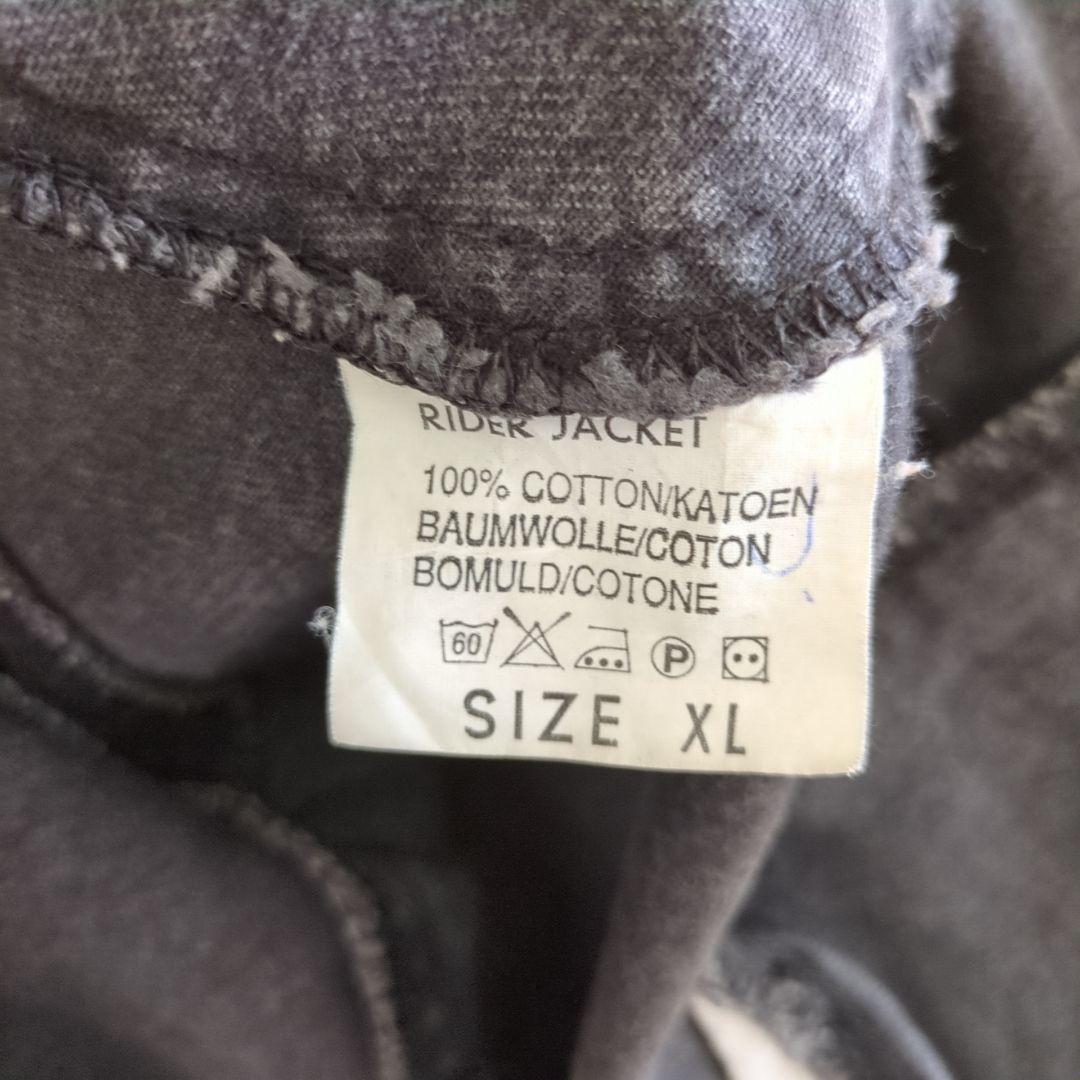 RIDER JACKET
100% COTTON/KATOEN
BAUMWOLLE/COTON
BOMULD/COTONE
60 P
SIZE XL